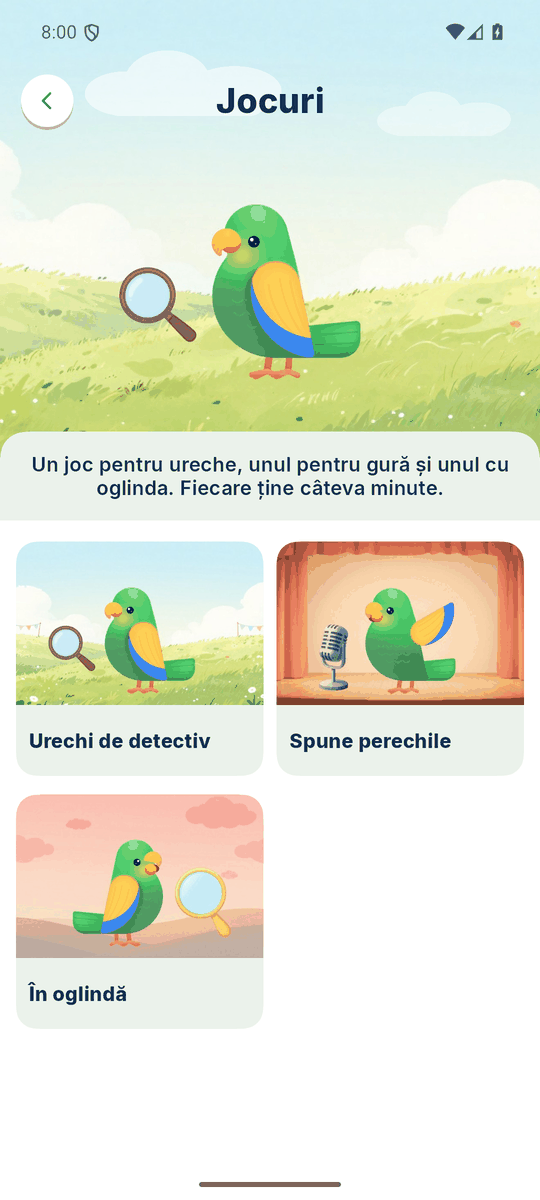 8:00
Jocuri
Un joc pentru ureche, unul pentru gură și unul cu
oglinda. Fiecare ține câteva minute.
Urechi de detectiv
Spune perechile
În oglindă